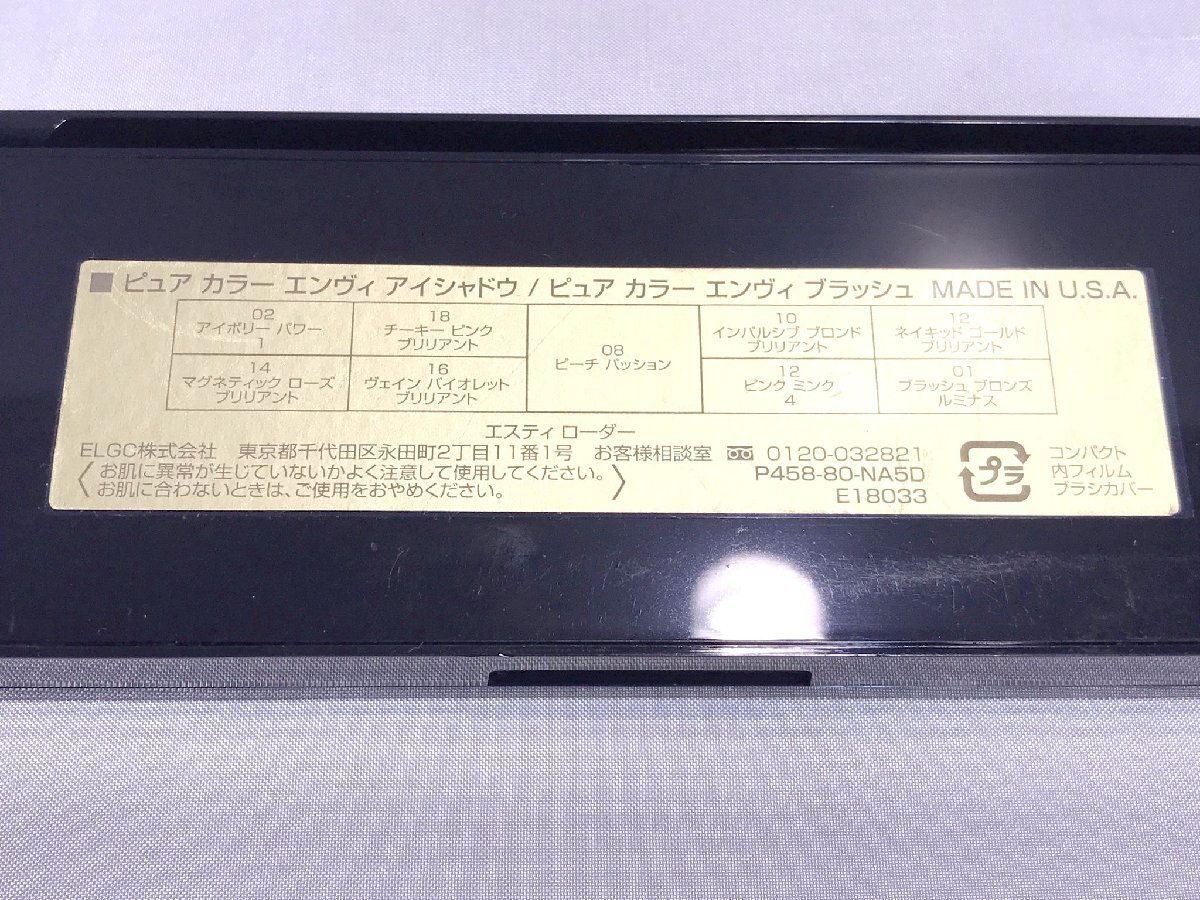 ■ ピュア カラー エンヴィ アイシャドウ / ピュア カラー エンヴィ ブラッシュ MADE IN U.S.A.
02
アイボリー パワー
1
18
チーキー ピンク
ブリリアント
08
ピーチ パッション
10
インパルシブ ブロンド
ブリリアント
12
ネイキッド ゴールド
ブリリアント
14
マグネティック ローズ
ブリリアント
16
ヴェイン バイオレット
ブリリアント
12
ピンク ミンク
4
01
ブラッシュ ブロンズ
ルミナス
エスティ ローダー
ELGC株式会社 東京都千代田区永田町2丁目11番1号 お客様相談室 0120-032821
〈お肌に異常が生じていないかよく注意して使用してください。
お肌に合わないときは、ご使用をおやめください。〉
P458-80-NA5D
E18033
プラ
コンパクト
内フィルム
ブラシカバー